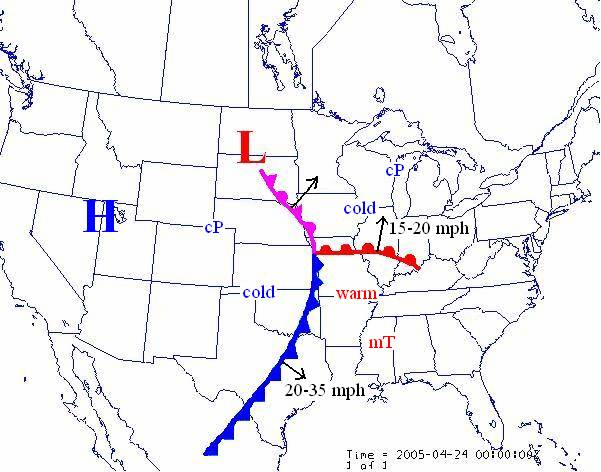 L
cP
H
cold
cP
15-20 mph
cold
warm
mT
20-35 mph
Time = 2005-04-24 00:00:00Z
1 of 1